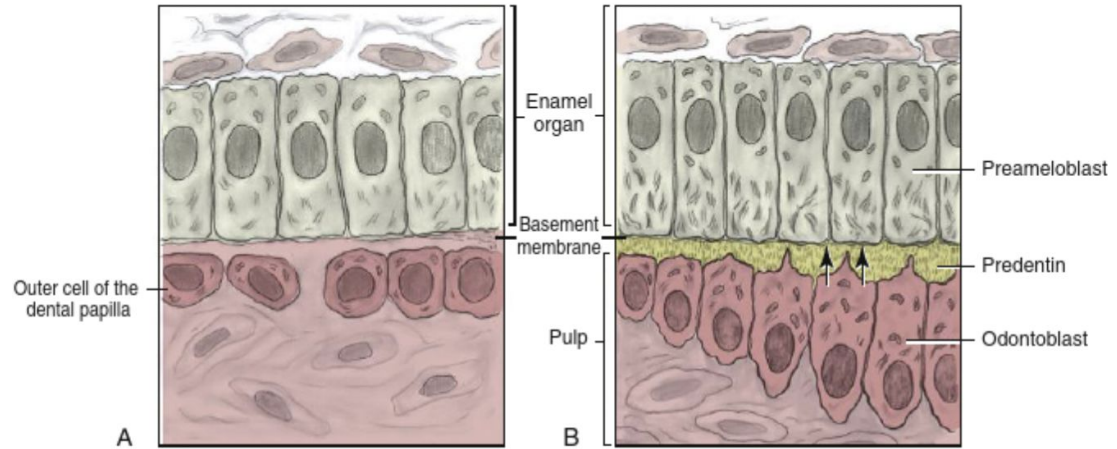 Outer cell of the
dental papilla
A
Enamel
organ
Basement
membrane
Pulp
B
Preameloblast
Predentin
Odontoblast